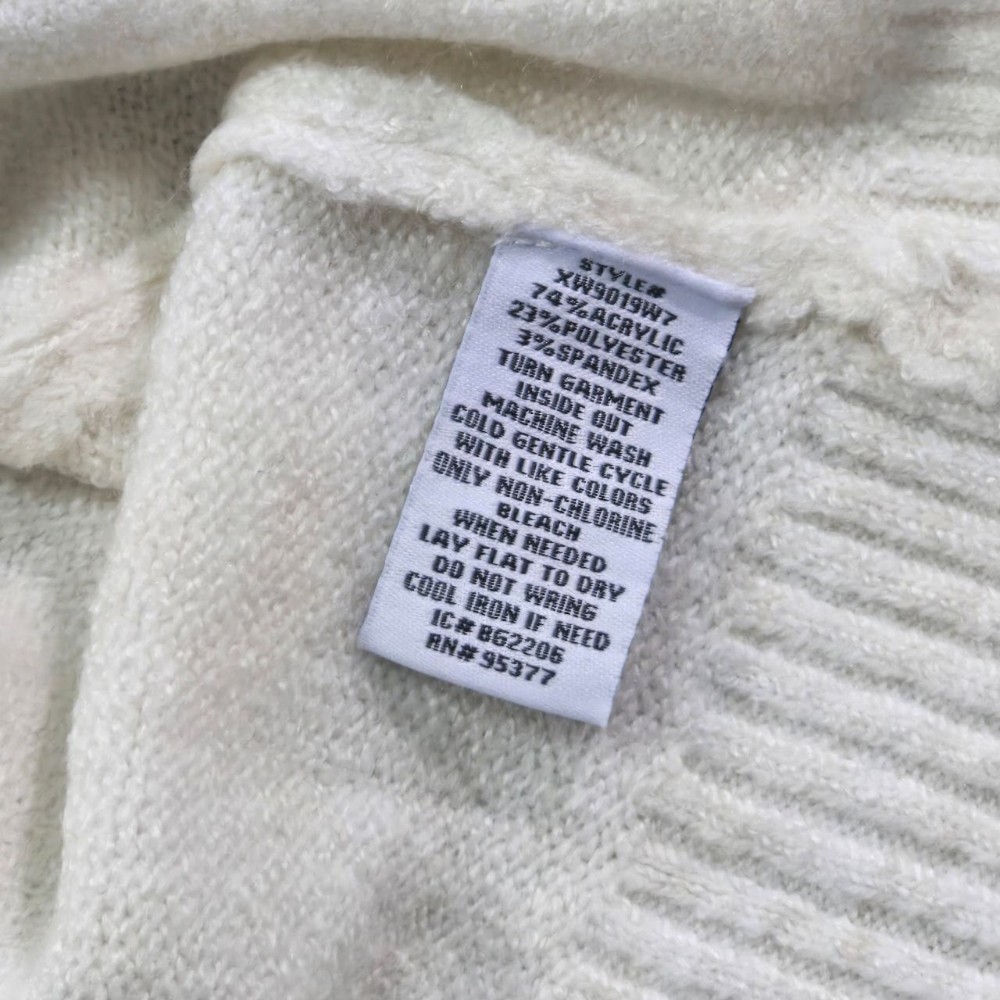 STYLE#
XW9019W7
74%ACRYLIC
23%POLYESTER
3%SPANDEX
TURN GARMENT
INSIDE OUT
MACHINE WASH
COLD GENTLE CYCLE
WITH LIKE COLORS
ONLY NON-CHLORINE
BLEACH
WHEN NEEDED
LAY FLAT TO DRY
DO NOT WRING
COOL IRON IF NEED
IC# B62206
RN# 95377